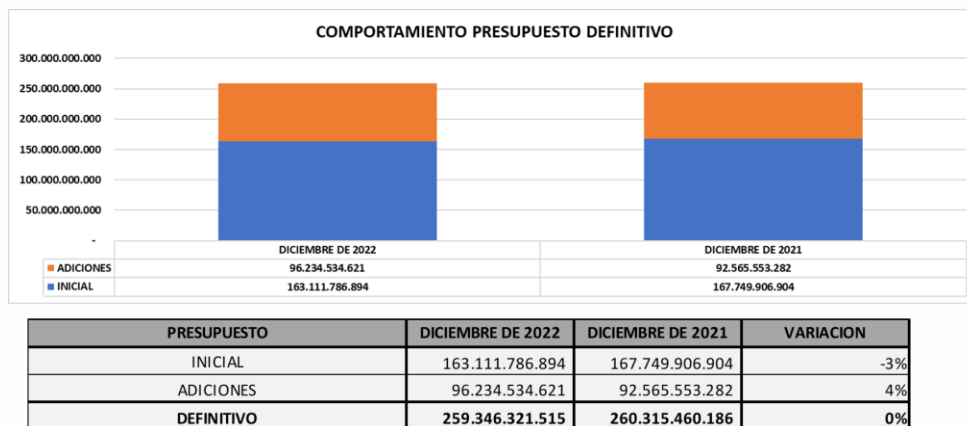 COMPORTAMIENTO PRESUPUESTO DEFINITIVO
300.000.000.000
250.000.000.000
200.000.000.000
150.000.000.000
100.000.000.000
50.000.000.000
-
DICIEMBRE DE 2022 DICIEMBRE DE 2021
ADICIONES 96.234.534.621 92.565.553.282
INICIAL 163.111.786.894 167.749.906.904
PRESUPUESTO DICIEMBRE DE 2022 DICIEMBRE DE 2021 VARIACION
INICIAL 163.111.786.894 167.749.906.904 -3%
ADICIONES 96.234.534.621 92.565.553.282 4%
DEFINITIVO 259.346.321.515 260.315.460.186 0%